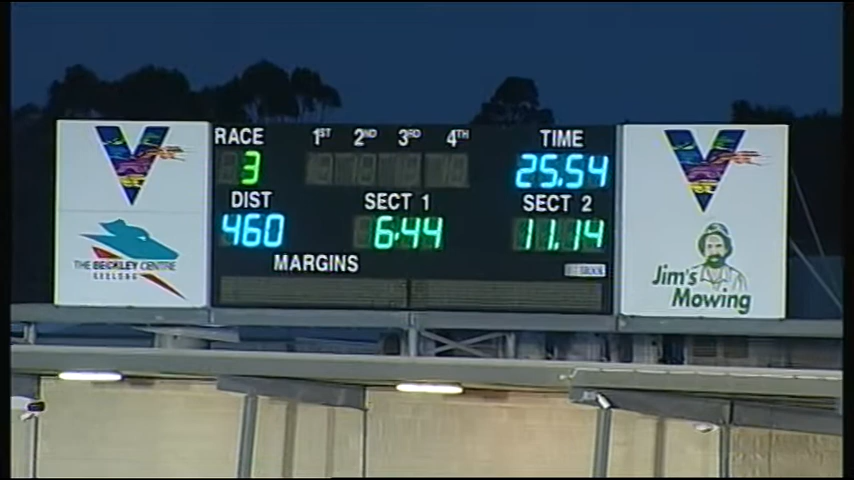 RACE 1ST 2ND 3RD 4TH TIME
3 25.54
DIST SECT 1 SECT 2
460 6.44 11.14
MARGINS
THE BECKLEY CENTRE
GEELONG
Jim's
Mowing